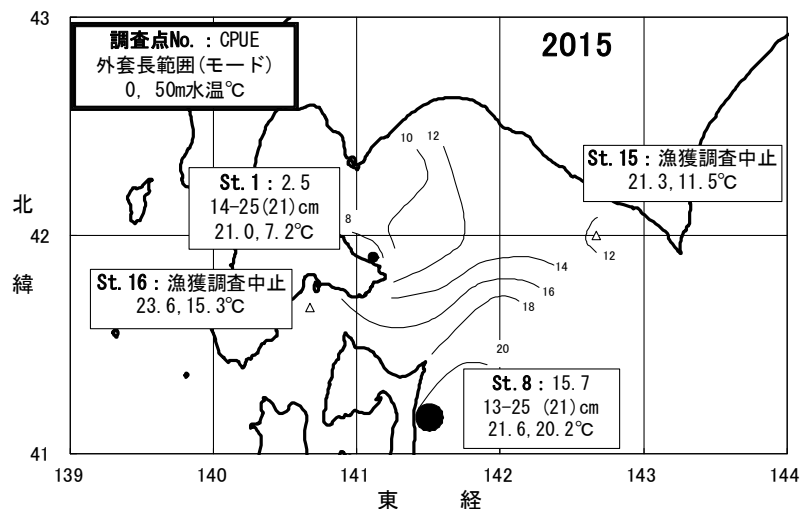 43
調査点No.：CPUE
外套長範囲(モード)
0, 50m水温℃
2015
10
12
St.15：漁獲調査中止
21.3,11.5℃
St.1：2.5
14-25(21)cm
21.0,7.2℃
8
北
42
緯
12
14
St.16：漁獲調査中止
23.6,15.3℃
16
18
20
St.8：15.7
13-25 (21)cm
21.6,20.2℃
41
139
140
141
142
143
144
東 経